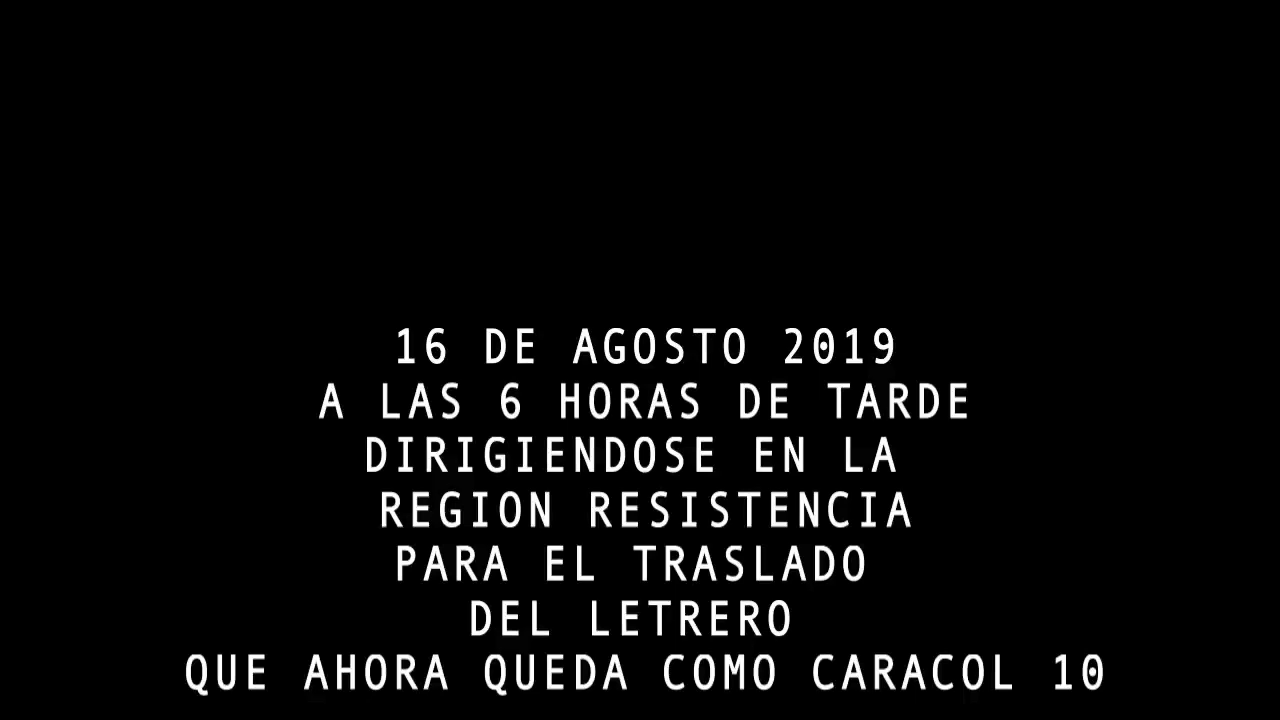 16 DE AGOSTO 2019
A LAS 6 HORAS DE TARDE
DIRIGIENDOSE EN LA
REGION RESISTENCIA
PARA EL TRASLADO
DEL LETRERO
QUE AHORA QUEDA COMO CARACOL 10